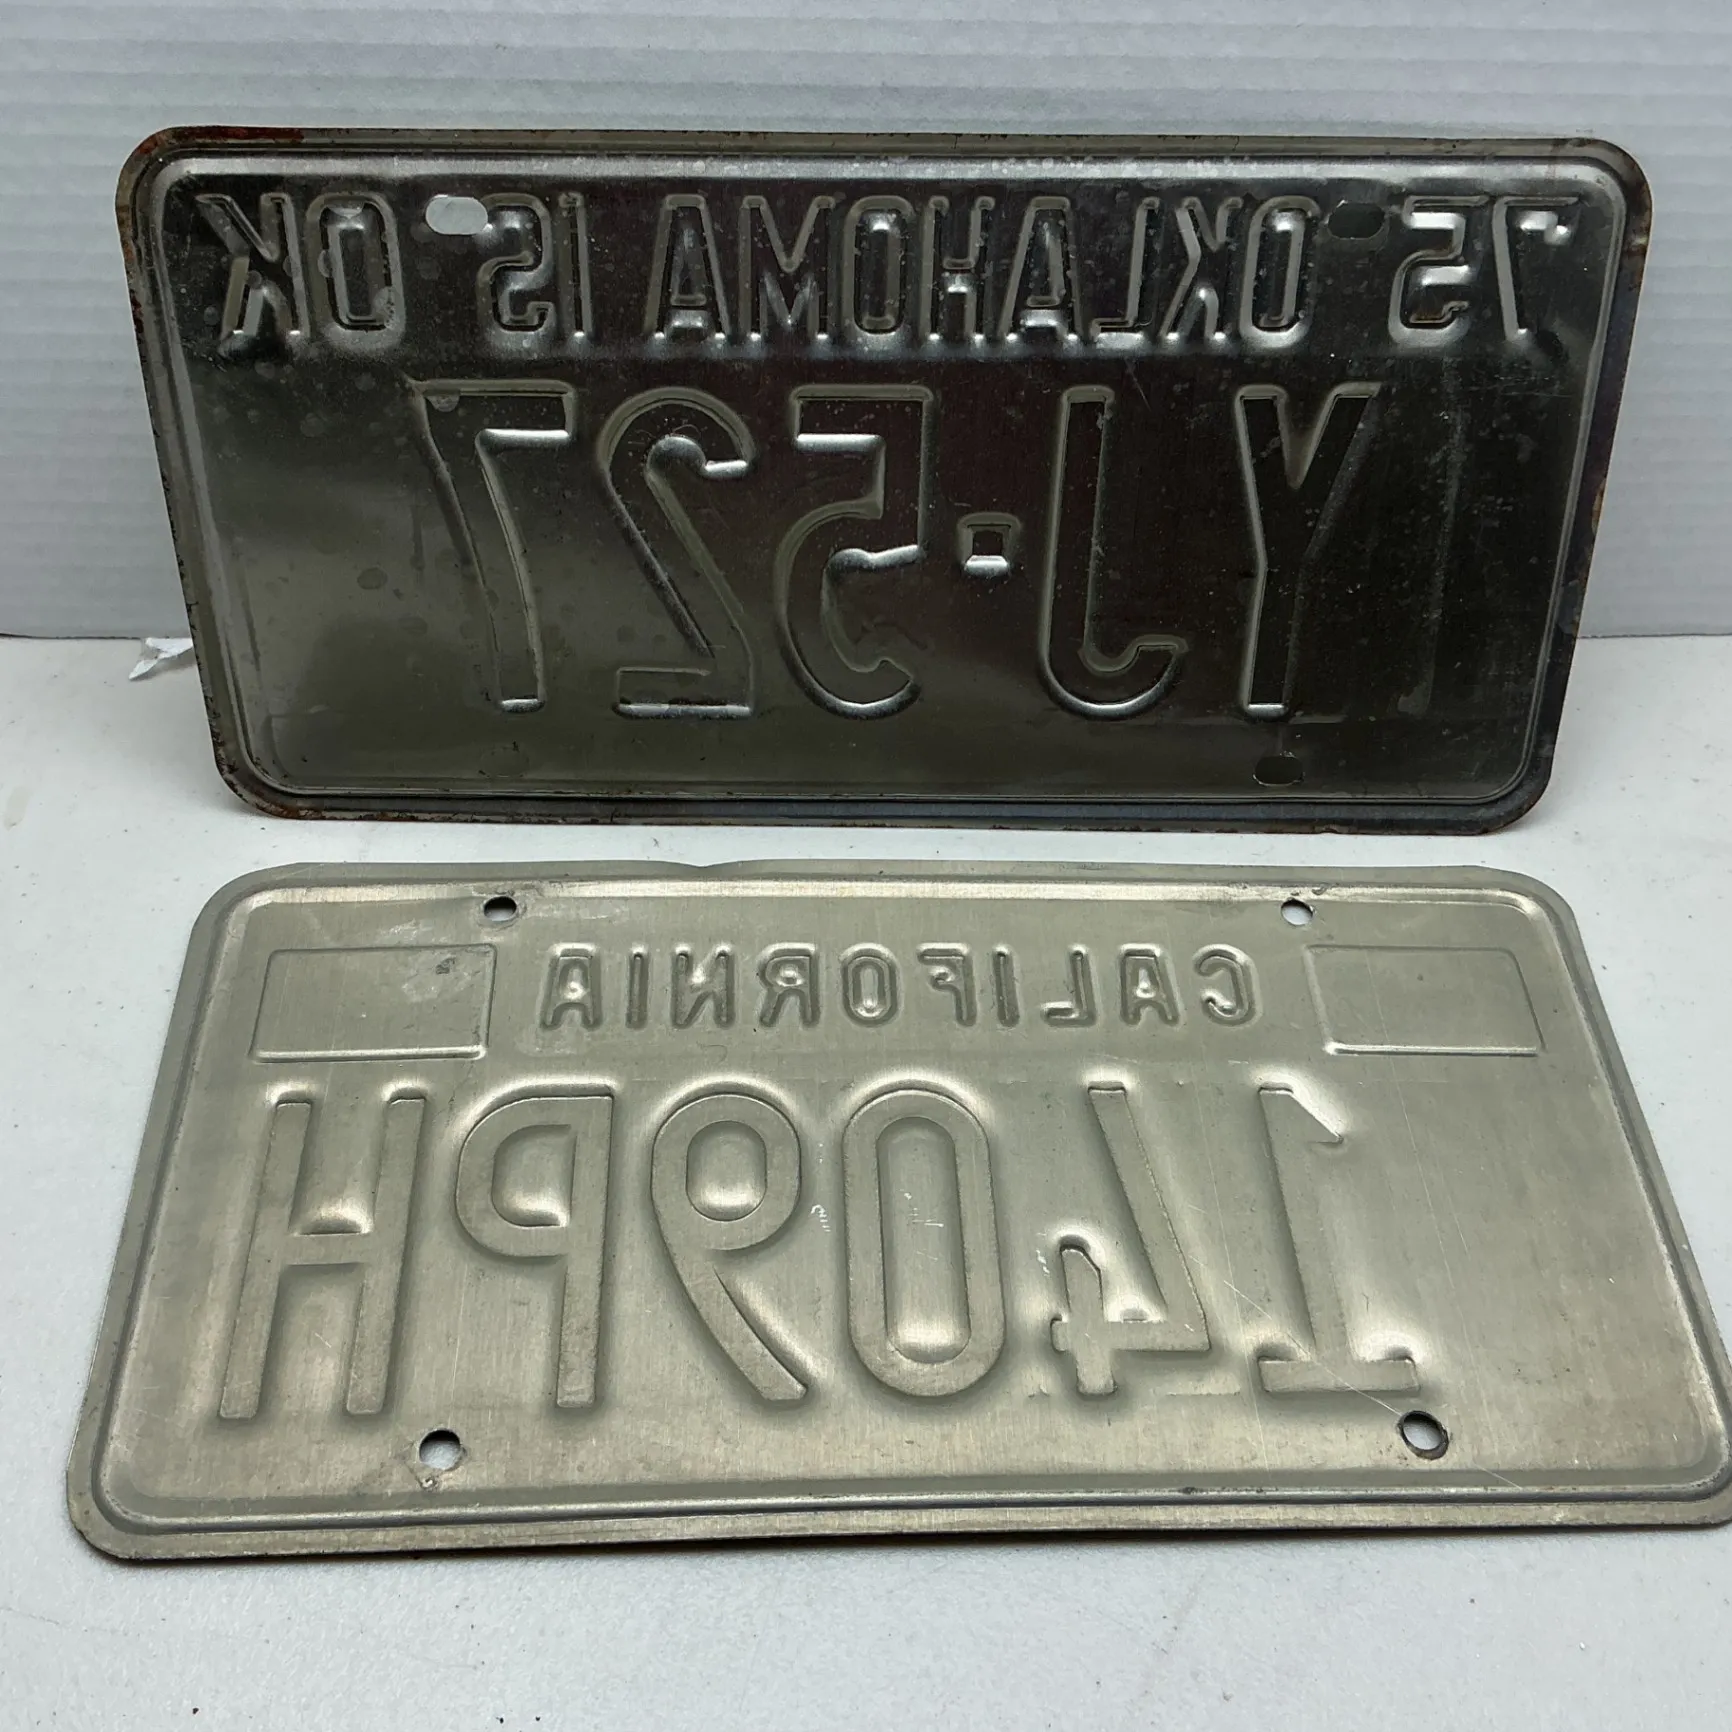 75 OKLAHOMA IS OK
YJ·527
CALIFORNIA
1409PH